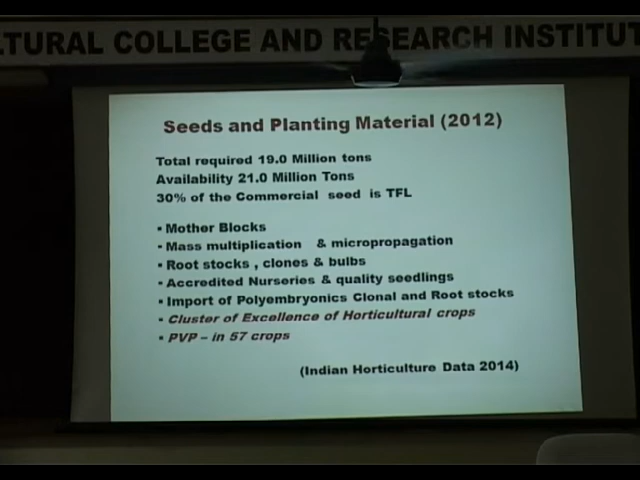 LTURAL COLLEGE AND RESEARCH INSTITUT
Seeds and Planting Material (2012)
Total required 19.0 Million tons
Availability 21.0 Million Tons
30% of the Commercial seed is TFL
▪ Mother Blocks
▪ Mass multiplication & micropropagation
▪ Root stocks , clones & bulbs
▪ Accredited Nurseries & quality seedlings
▪ Import of Polyembryonics Clonal and Root stocks
▪ Cluster of Excellence of Horticultural crops
▪ PVP – in 57 crops
(Indian Horticulture Data 2014)